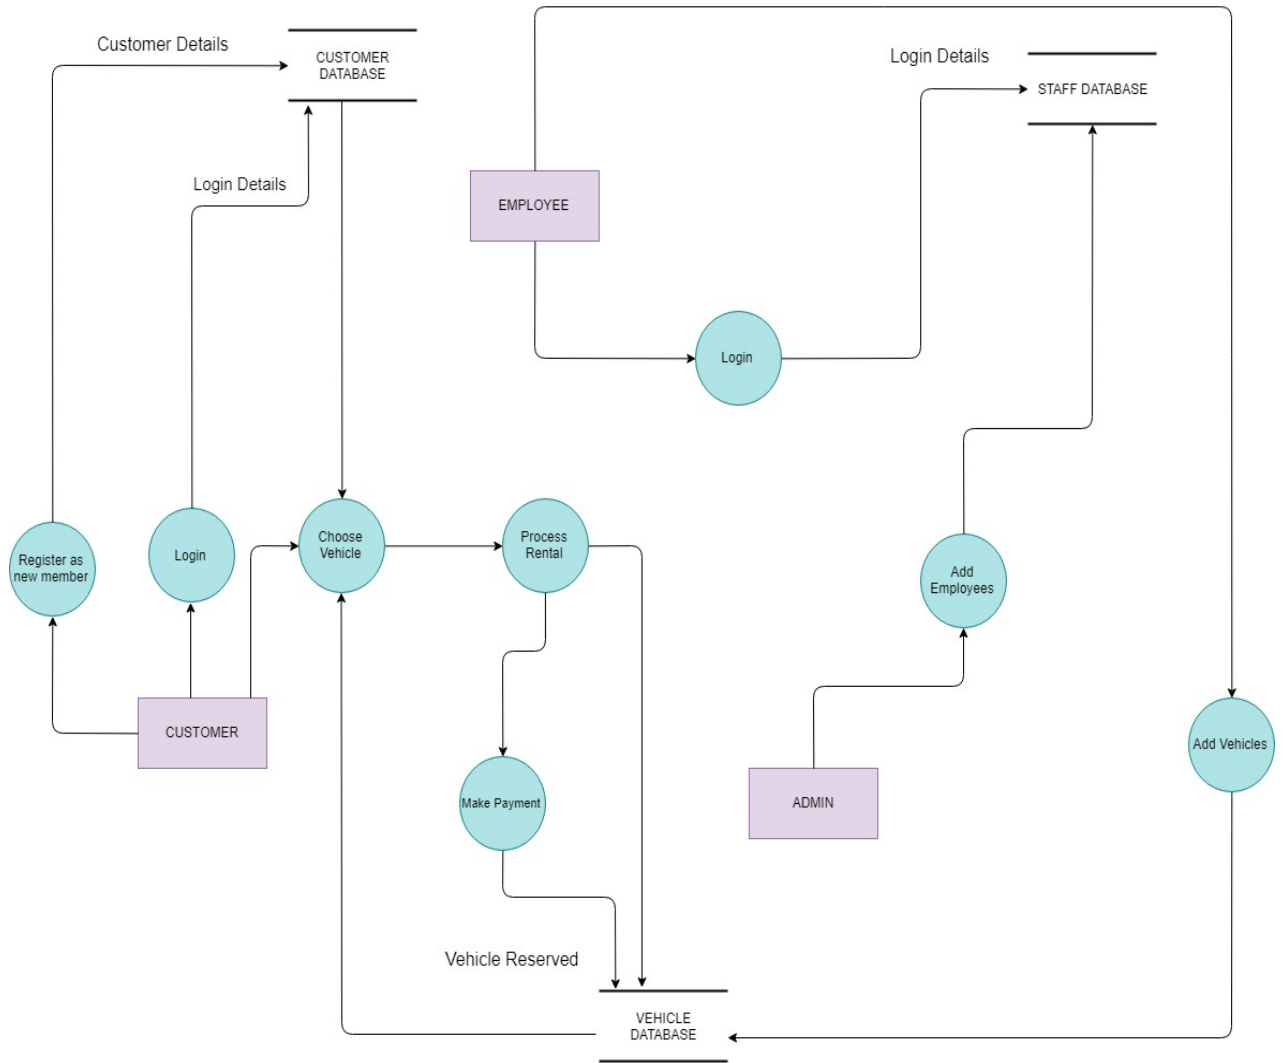 Customer Details
CUSTOMER
DATABASE
Login Details
STAFF DATABASE
Login Details
EMPLOYEE
Login
Choose
Vehicle
Process
Rental
Register as
new member
Login
Add
Employees
CUSTOMER
Make Payment
ADMIN
Add Vehicles
Vehicle Reserved
VEHICLE
DATABASE